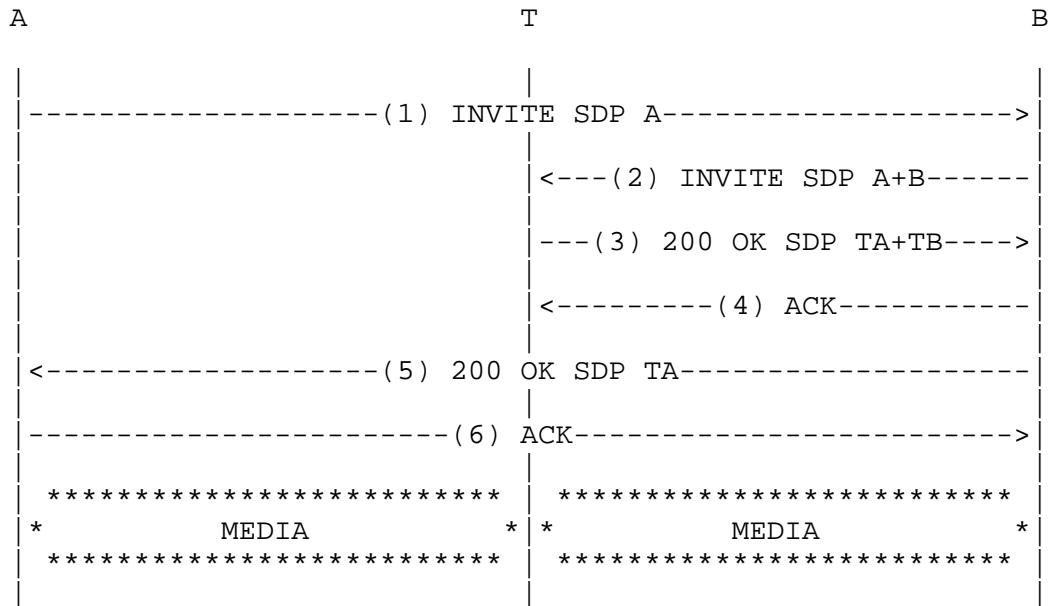 A T B
(1) INVITE SDP A
(2) INVITE SDP A+B
(3) 200 OK SDP TA+TB
(4) ACK
(5) 200 OK SDP TA
(6) ACK
MEDIA MEDIA